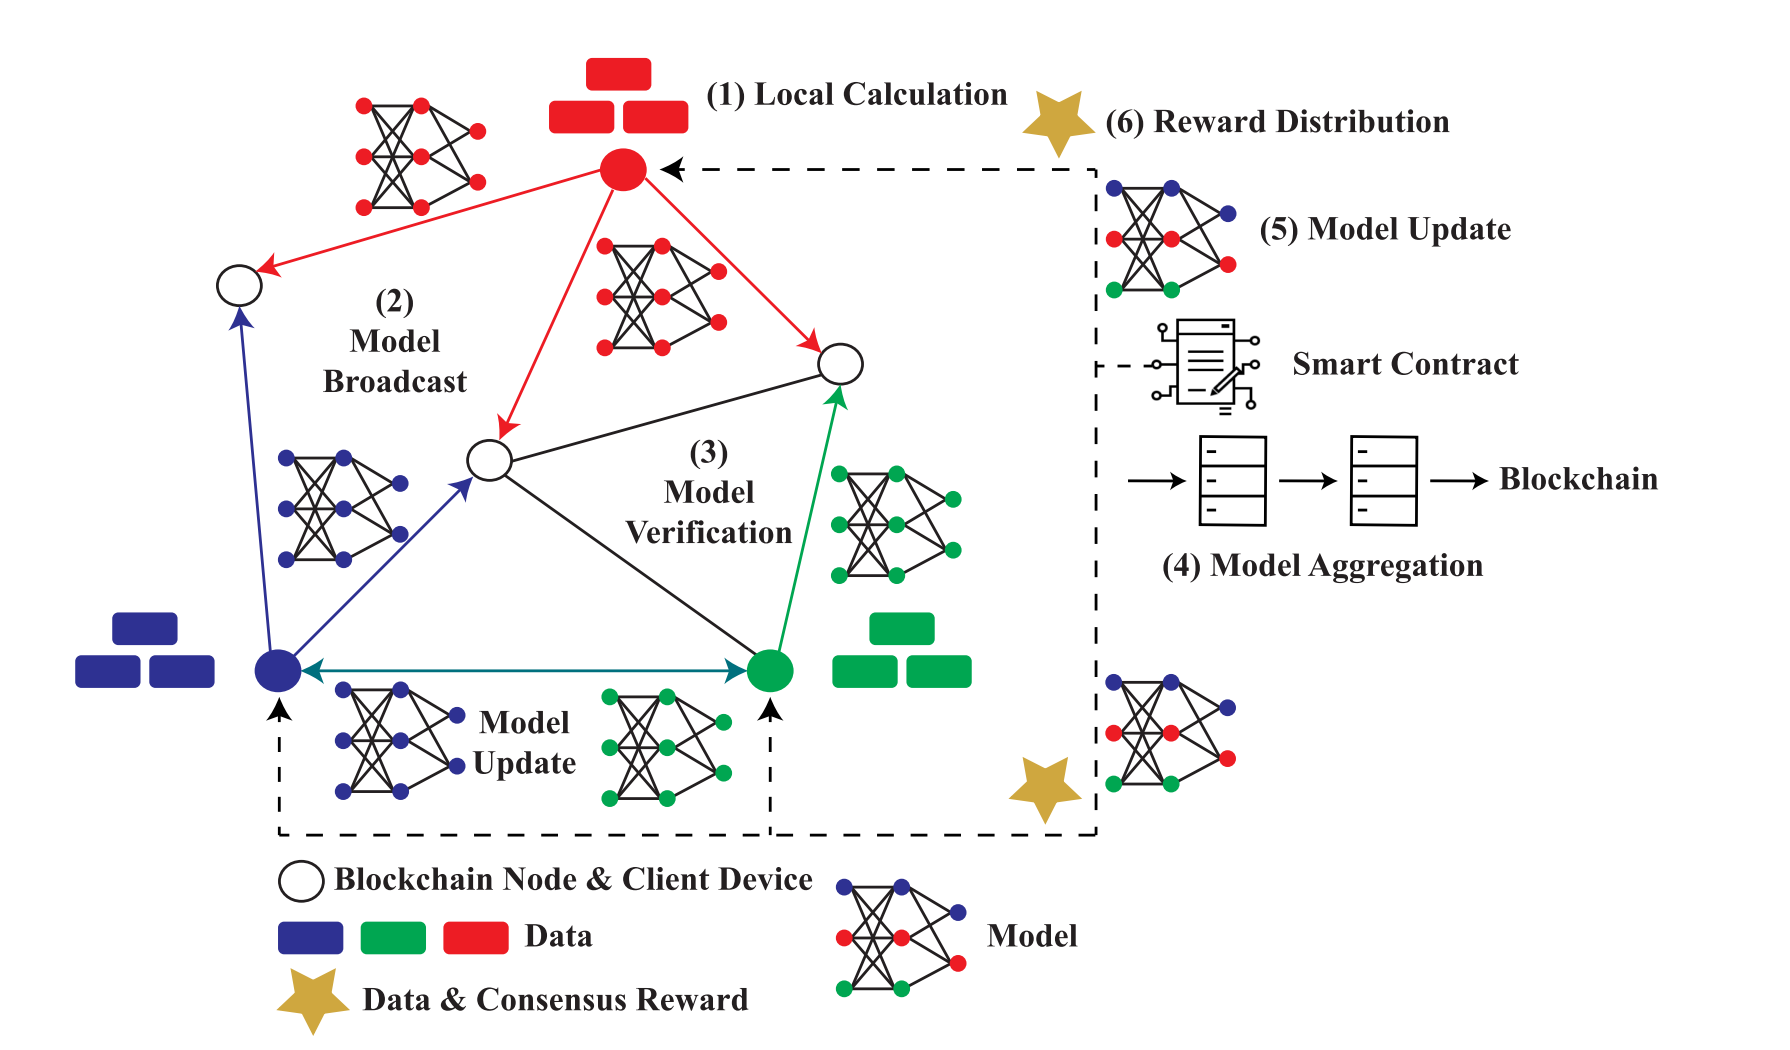 (1) Local Calculation
(6) Reward Distribution
(5) Model Update
(2)
Model
Broadcast
Smart Contract
(3)
Model
Verification
Blockchain
(4) Model Aggregation
Model
Update
Blockchain Node & Client Device
Data
Model
Data & Consensus Reward